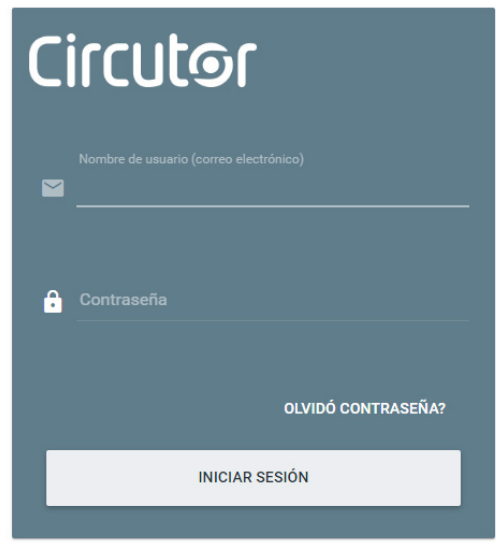 Circutor
Nombre de usuario (correo electrónico)
Contraseña
OLVIDÓ CONTRASEÑA?
INICIAR SESIÓN